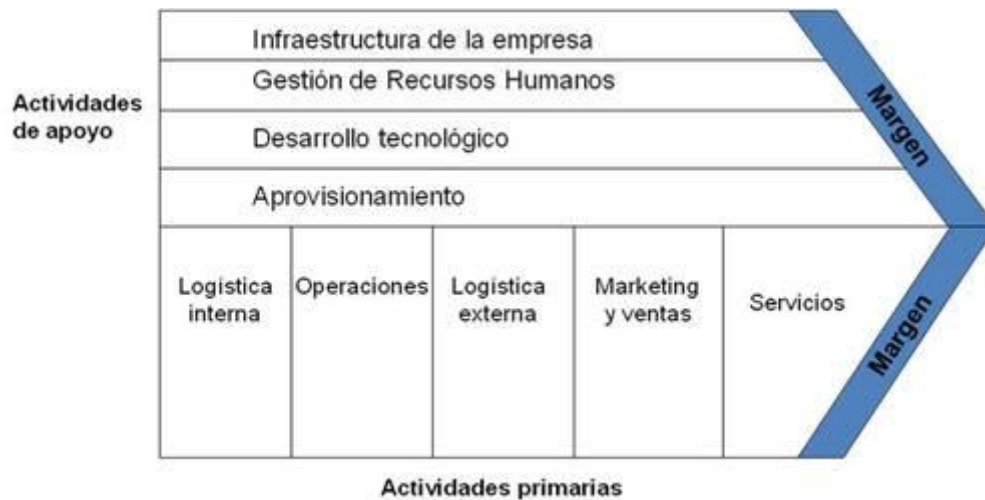 Infraestructura de la empresa
Gestión de Recursos Humanos
Actividades
de apoyo
Desarrollo tecnológico
Aprovisionamiento
Margen
Logística
interna
Operaciones
Logística
externa
Marketing
y ventas
Servicios
Margen
Actividades primarias